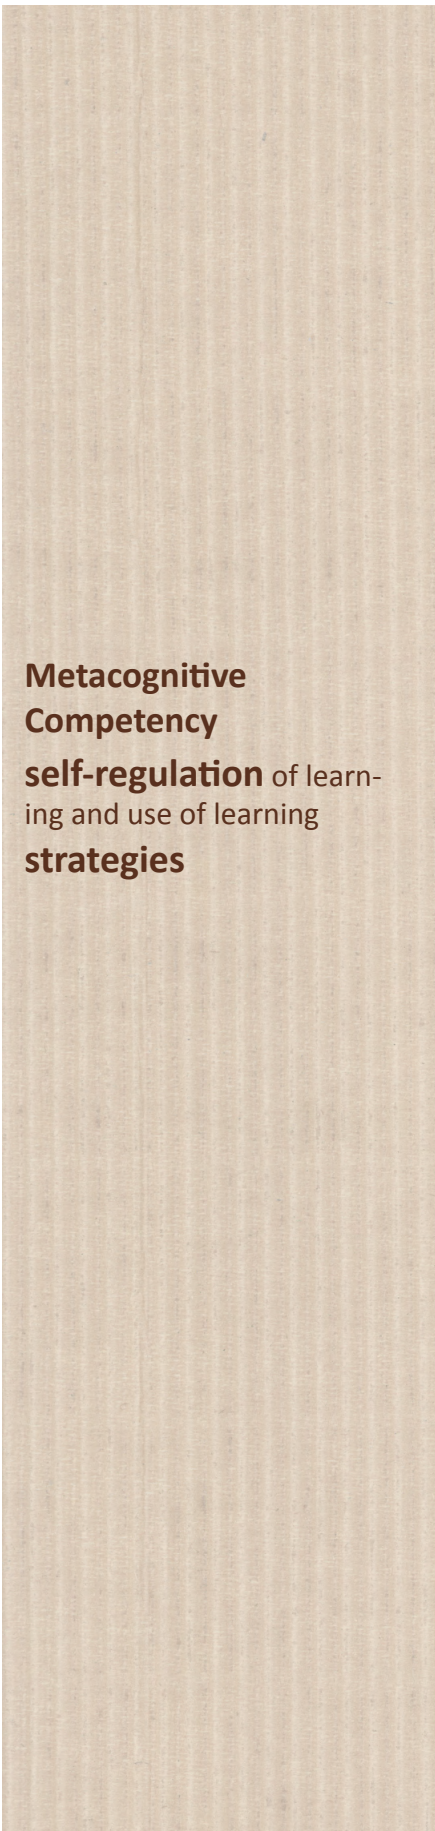 Metacognitive
Competency
self-regulation of learn-
ing and use of learning
strategies